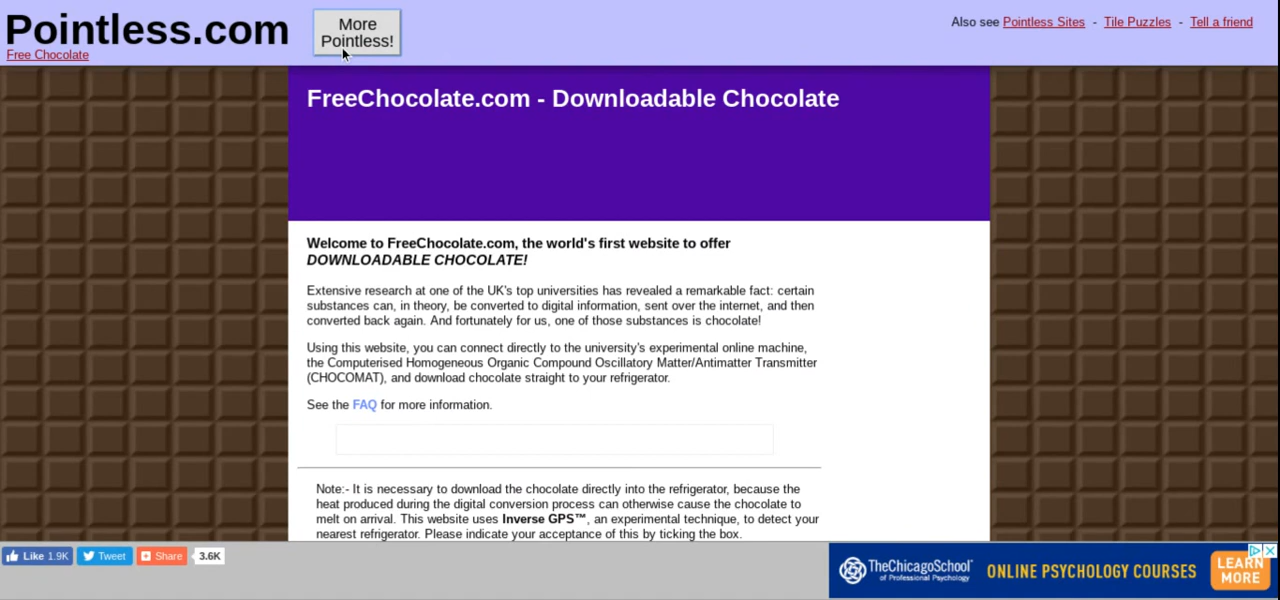 Pointless.com
More
Pointless!
Also see Pointless Sites - Tile Puzzles - Tell a friend
Free Chocolate
FreeChocolate.com - Downloadable Chocolate
Welcome to FreeChocolate.com, the world's first website to offer
DOWNLOADABLE CHOCOLATE!
Extensive research at one of the UK's top universities has revealed a remarkable fact: certain
substances can, in theory, be converted to digital information, sent over the internet, and then
converted back again. And fortunately for us, one of those substances is chocolate!
Using this website, you can connect directly to the university's experimental online machine,
the Computerised Homogeneous Organic Compound Oscillatory Matter/Antimatter Transmitter
(CHOCOMAT), and download chocolate straight to your refrigerator.
See the FAQ for more information.
Note:- It is necessary to download the chocolate directly into the refrigerator, because the
heat produced during the digital conversion process can otherwise cause the chocolate to
melt on arrival. This website uses Inverse GPS™, an experimental technique, to detect your
nearest refrigerator. Please indicate your acceptance of this by ticking the box.
Like 1.9K Tweet Share 3.6K
TheChicagoSchool
of Professional Psychology
ONLINE PSYCHOLOGY COURSES
LEARN
MORE